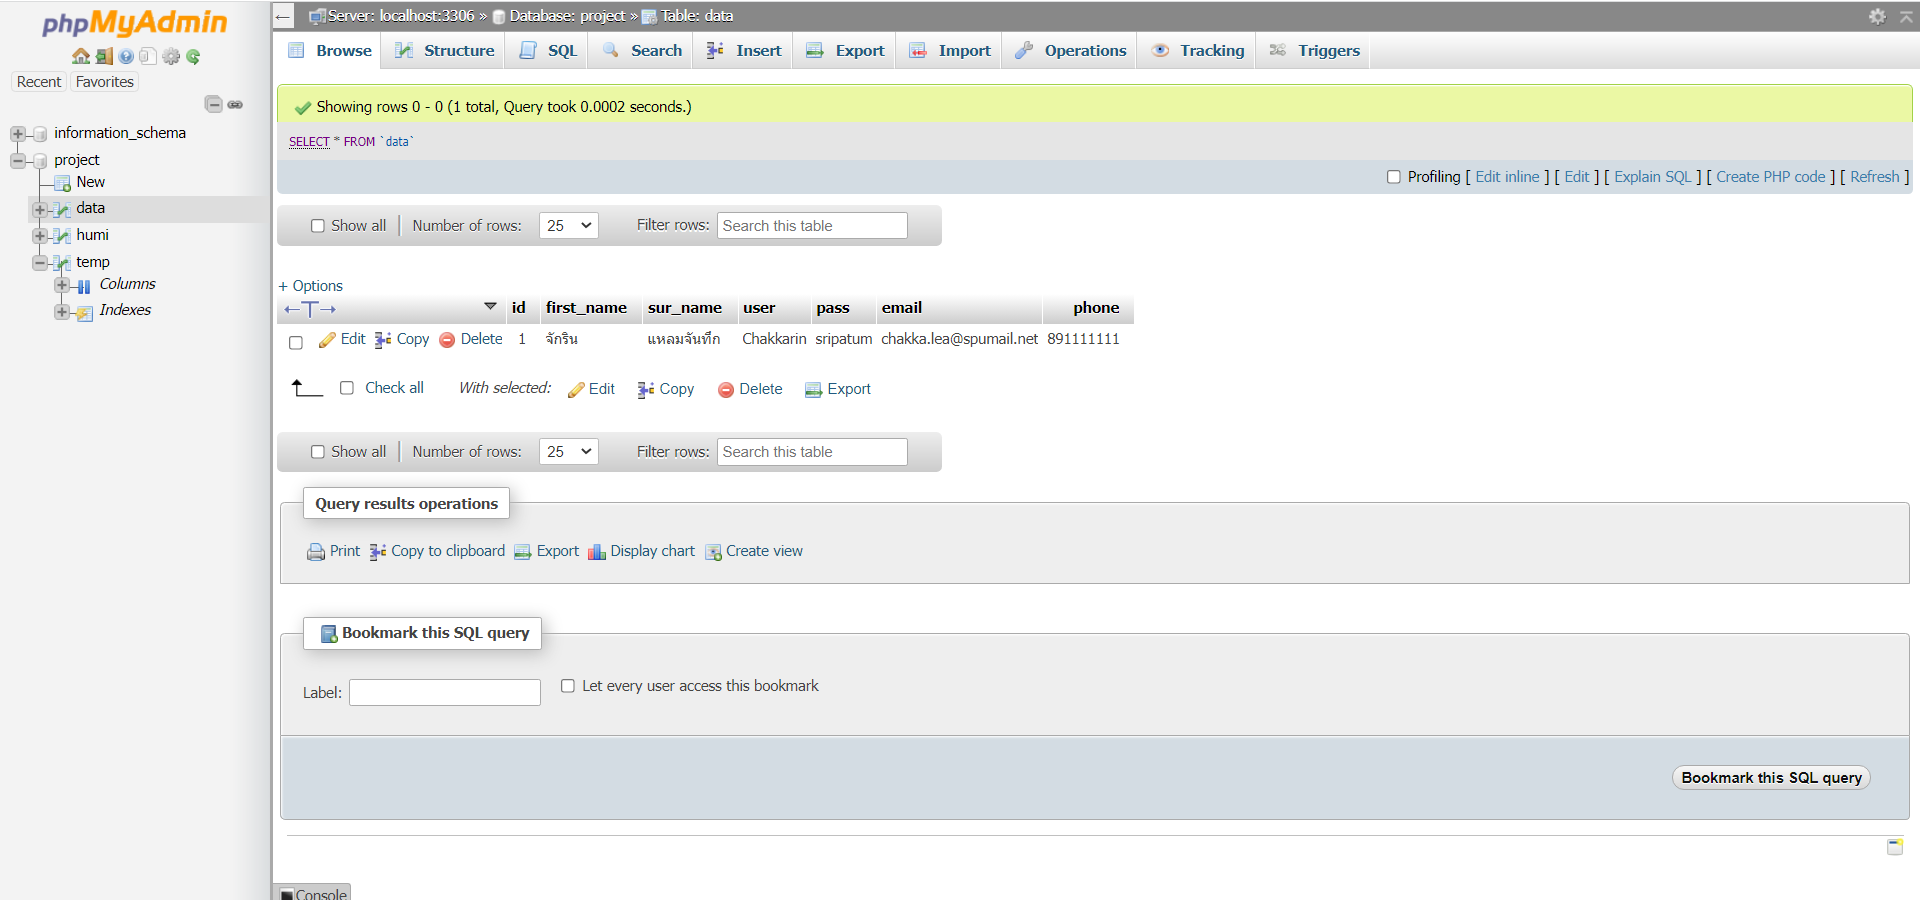 phpMyAdmin
Recent Favorites
information_schema
project
New
data
humi
temp
Columns
Indexes
Server: localhost:3306 » Database: project » Table: data
Browse Structure SQL Search Insert Export Import Operations Tracking Triggers
Showing rows 0 - 0 (1 total, Query took 0.0002 seconds.)
SELECT * FROM `data`
Profiling [ Edit inline ] [ Edit ] [ Explain SQL ] [ Create PHP code ] [ Refresh ]
Show all Number of rows: 25 Filter rows: Search this table
+ Options
←T→ id first_name sur_name user pass email phone
Edit Copy Delete 1 จักริน แหลมจันทึก Chakkarin sripatum chakka.lea@spumail.net 891111111
Check all With selected: Edit Copy Delete Export
Show all Number of rows: 25 Filter rows: Search this table
Query results operations
Print Copy to clipboard Export Display chart Create view
Bookmark this SQL query
Label: Let every user access this bookmark
Bookmark this SQL query
Console